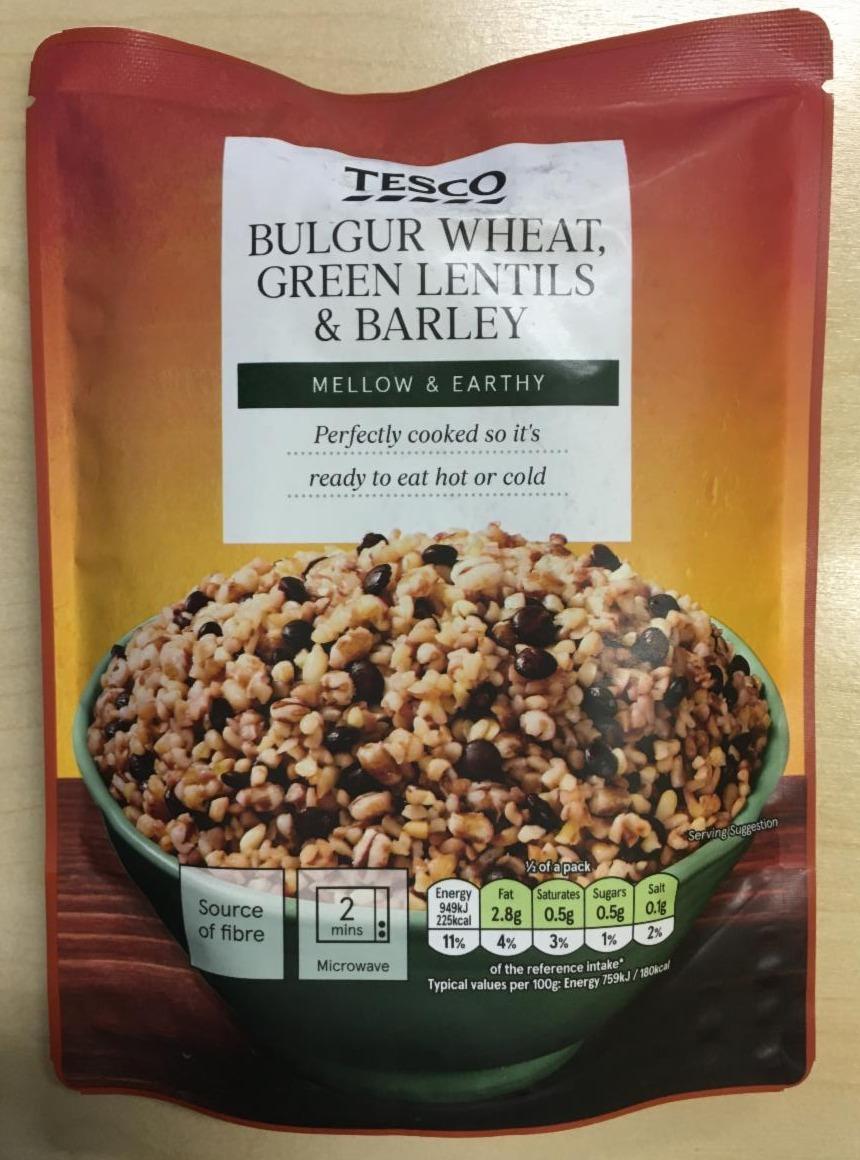 TESCO
BULGUR WHEAT,
GREEN LENTILS
& BARLEY
MELLOW & EARTHY
Perfectly cooked so it's
ready to eat hot or cold
Serving Suggestion
Source
of fibre
2
mins
Microwave
½ of a pack
Energy
949kJ
225kcal
11%
Fat
2.8g
4%
Saturates
0.5g
3%
Sugars
0.5g
1%
Salt
0.1g
2%
of the reference intake*
Typical values per 100g: Energy 759kJ / 180kcal